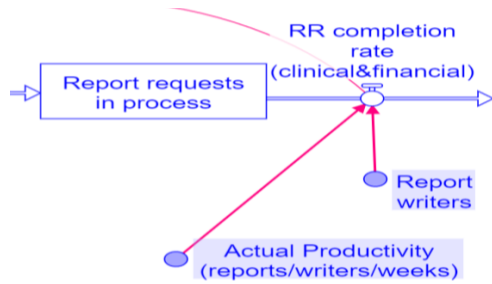 RR completion
rate
(clinical&financial)
Report requests
in process
Report
writers
Actual Productivity
(reports/writers/weeks)